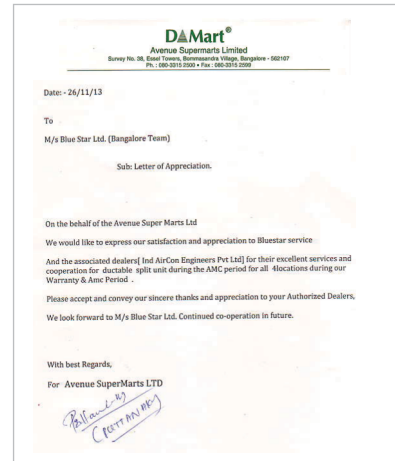 DMart®
Avenue Supermarts Limited
Survey No. 38, Essel Towers, Bommasandra Village, Bangalore - 562107
Ph. : 080-3315 2500 • Fax : 080-3315 2599
Date: - 26/11/13
To
M/s Blue Star Ltd. (Bangalore Team)
Sub: Letter of Appreciation.
On the behalf of the Avenue Super Marts Ltd
We would like to express our satisfaction and appreciation to Bluestar service
And the associated dealers[ Ind AirCon Engineers Pvt Ltd] for their excellent services and
cooperation for ductable split unit during the AMC period for all 4locations during our
Warranty & Amc Period .
Please accept and convey our sincere thanks and appreciation to your Authorized Dealers,
We look forward to M/s Blue Star Ltd. Continued co-operation in future.
With best Regards,
For Avenue SuperMarts LTD